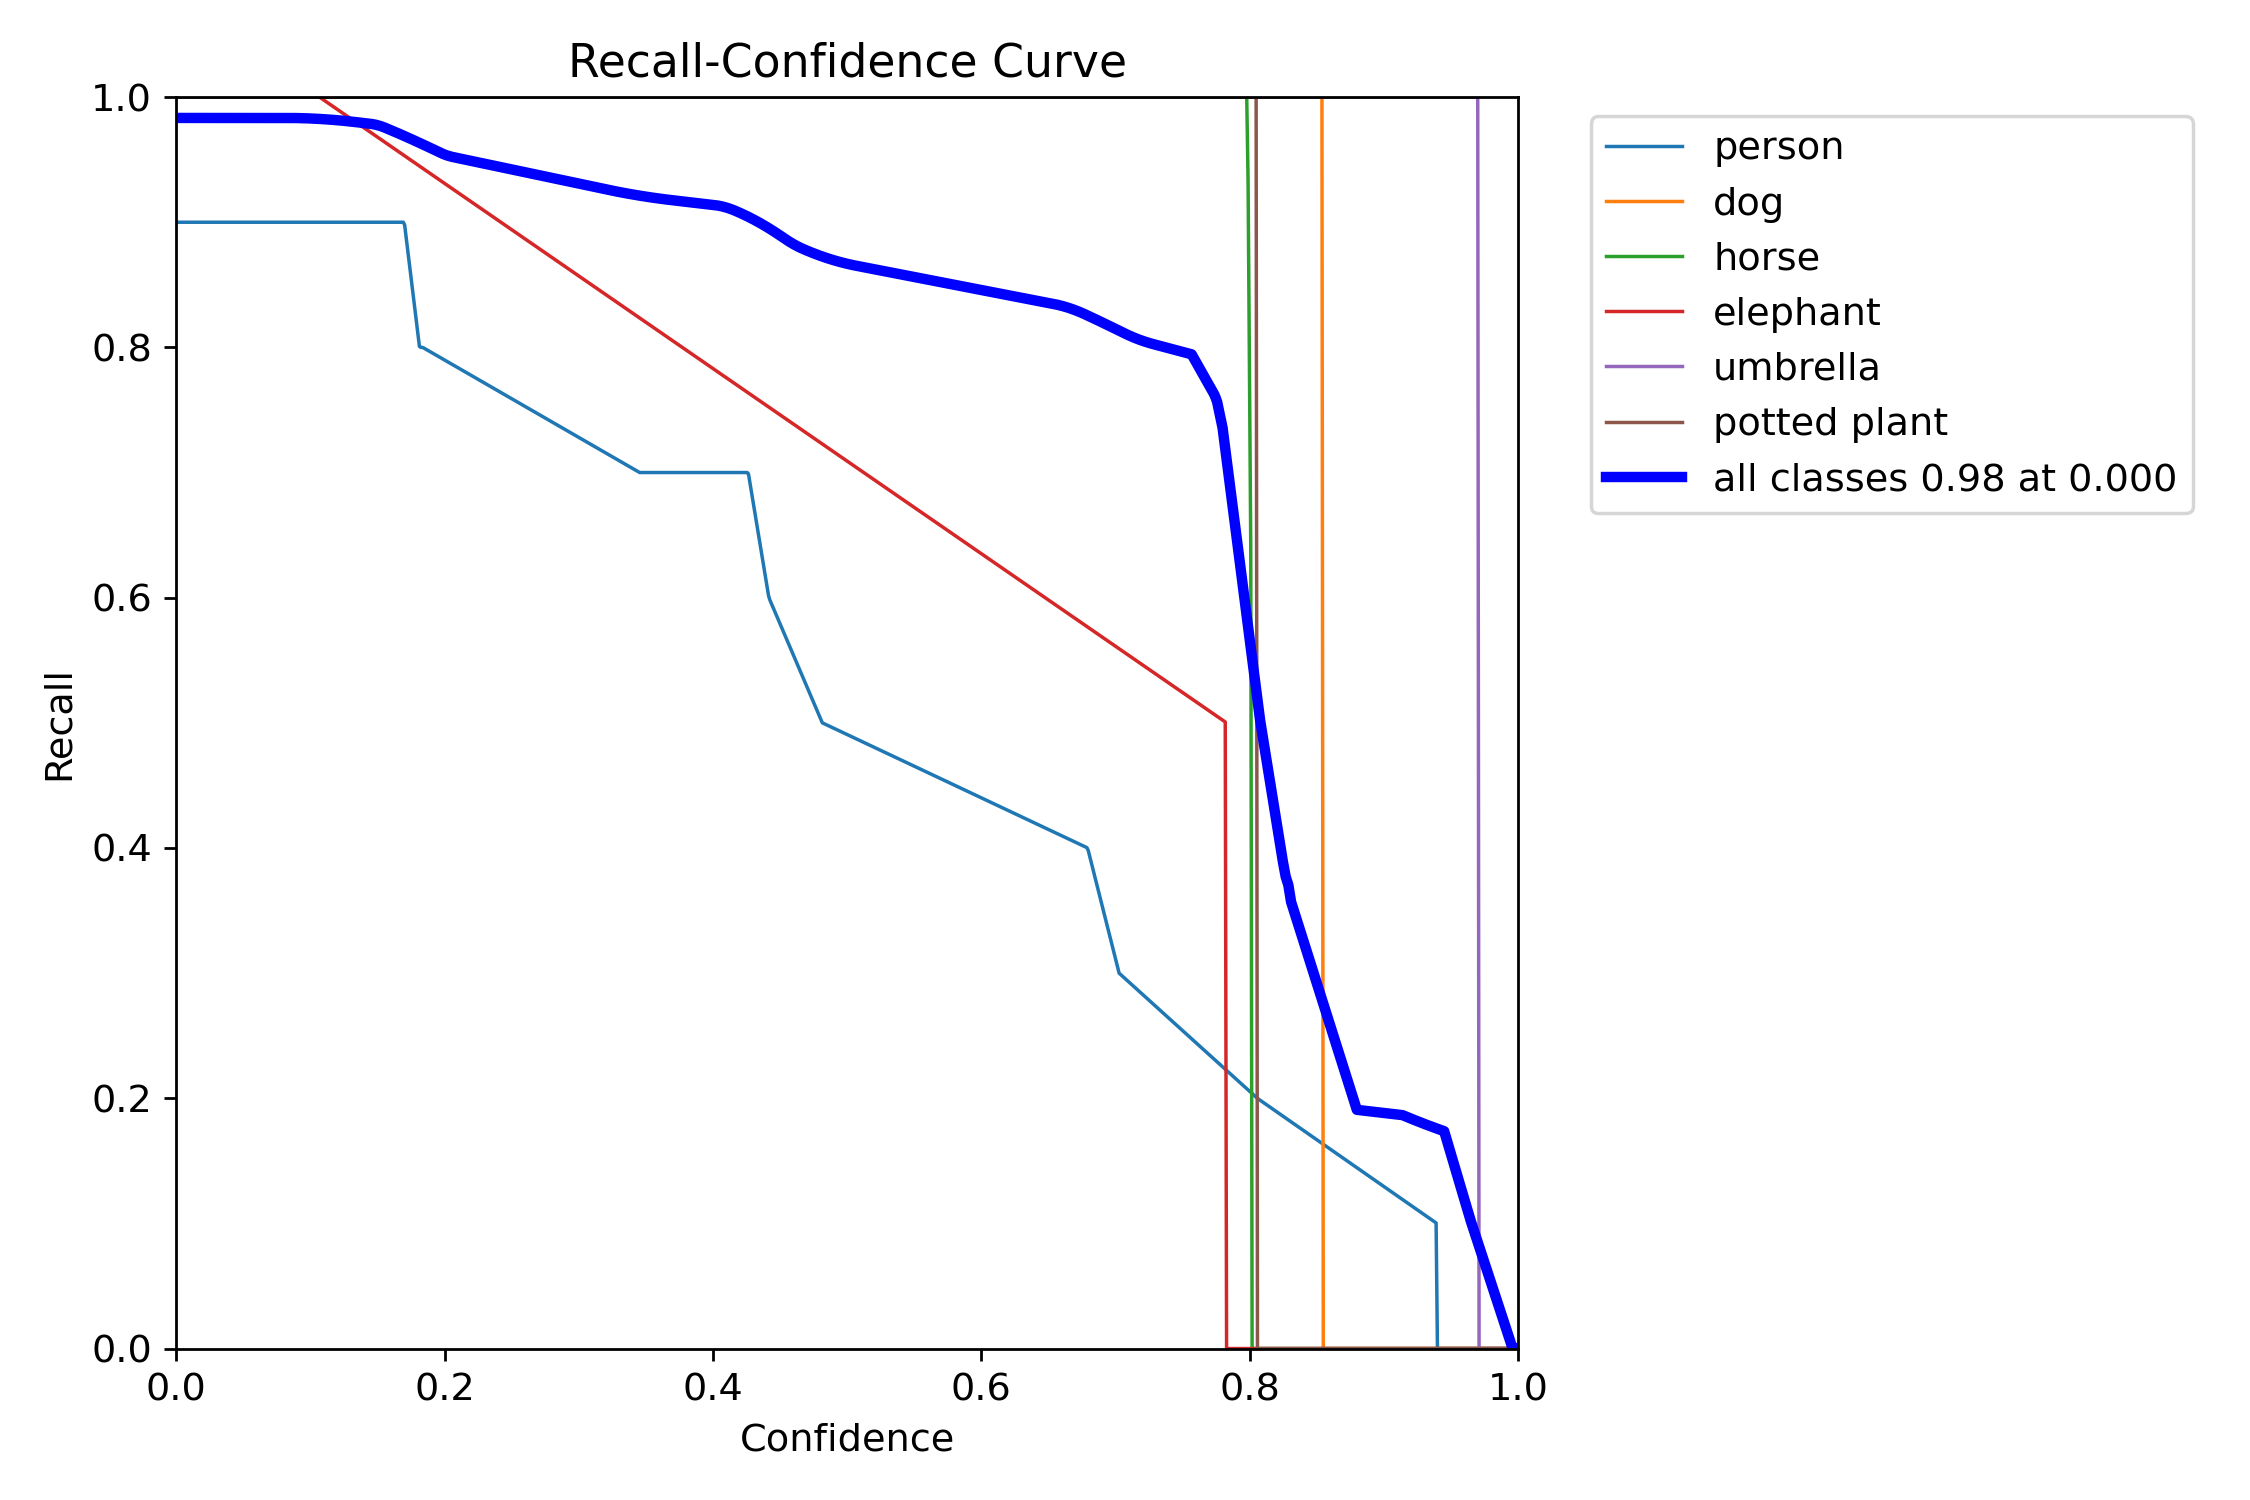 Recall-Confidence Curve
1.0
0.8
0.6
0.4
0.2
0.0
Recall
0.0 0.2 0.4 0.6 0.8 1.0
Confidence
person
dog
horse
elephant
umbrella
potted plant
all classes 0.98 at 0.000